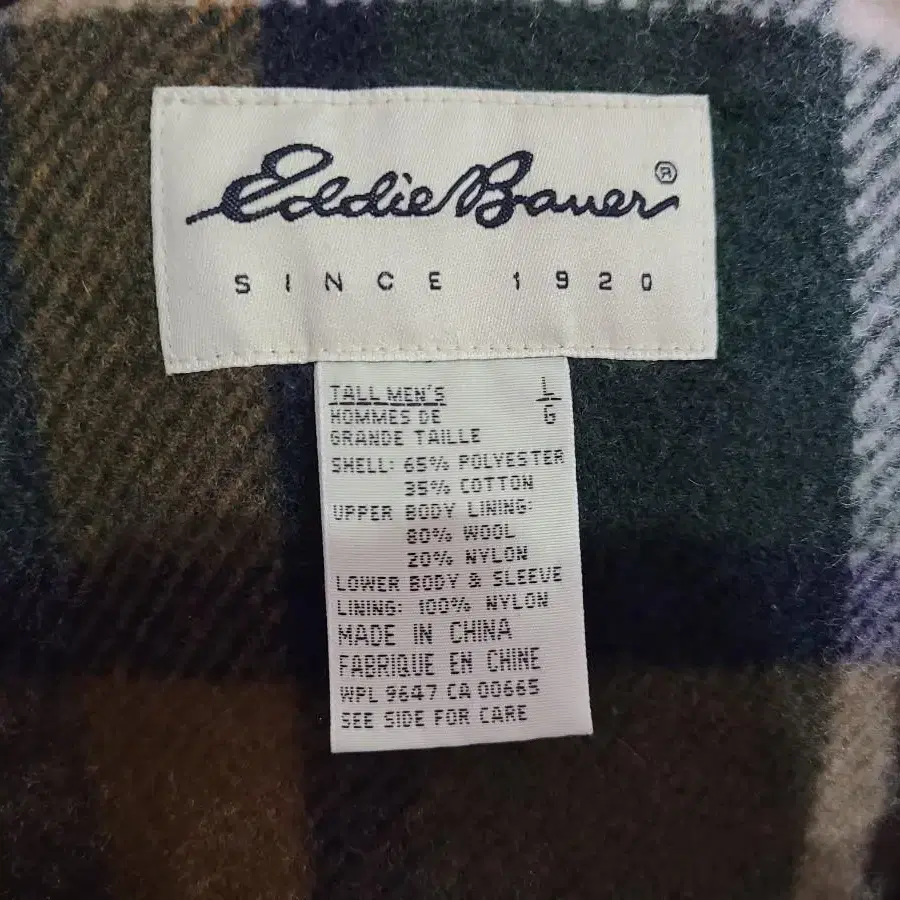 Eddie Bauer®
SINCE 1920
TALL MEN'S L
HOMMES DE G
GRANDE TAILLE
SHELL: 65% POLYESTER
35% COTTON
UPPER BODY LINING:
80% WOOL
20% NYLON
LOWER BODY & SLEEVE
LINING: 100% NYLON
MADE IN CHINA
FABRIQUE EN CHINE
WPL 9647 CA 00665
SEE SIDE FOR CARE